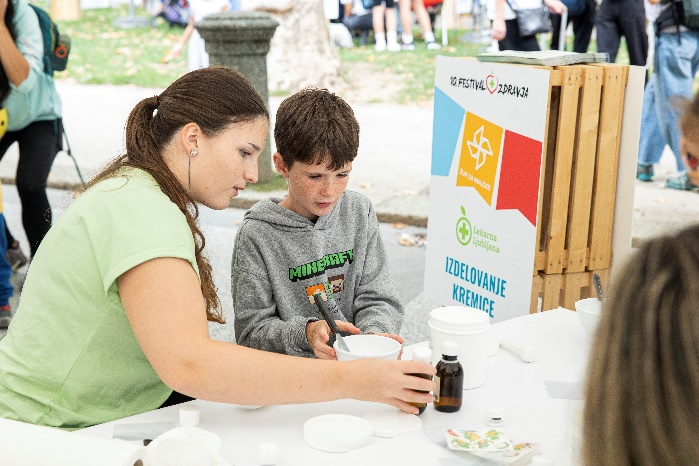 10. FESTIVAL ZDRAVJA
Lekarna
Ljubljana
IZDELOVANJE
KREMICE
MINECRAFT